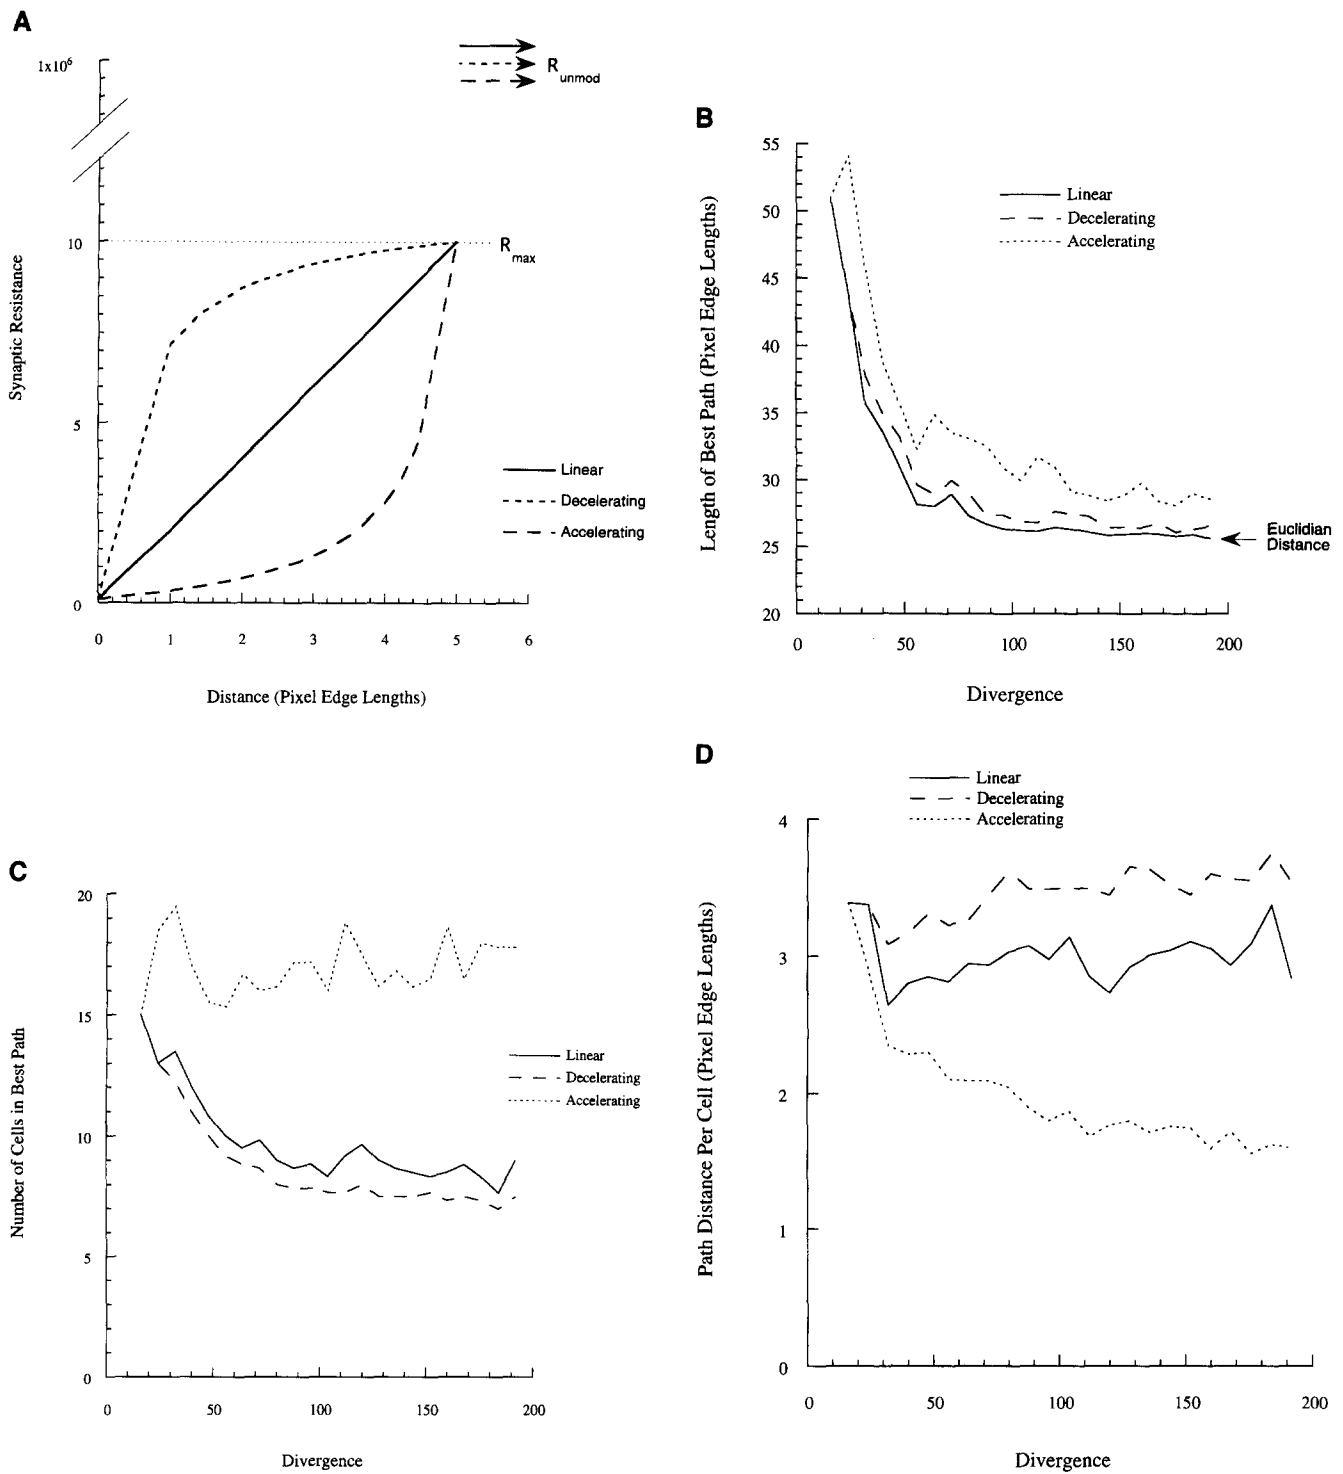 A
1x10⁶
R unmod
10
R max
5
0
Synaptic Resistance
Linear
Decelerating
Accelerating
0 1 2 3 4 5 6
Distance (Pixel Edge Lengths)
B
55
50
45
40
35
30
25
20
Length of Best Path (Pixel Edge Lengths)
Linear
Decelerating
Accelerating
Euclidian
Distance
0 50 100 150 200
Divergence
C
20
15
10
5
0
Number of Cells in Best Path
Linear
Decelerating
Accelerating
0 50 100 150 200
Divergence
D
Linear
Decelerating
Accelerating
4
3
2
1
0
Path Distance Per Cell (Pixel Edge Lengths)
0 50 100 150 200
Divergence